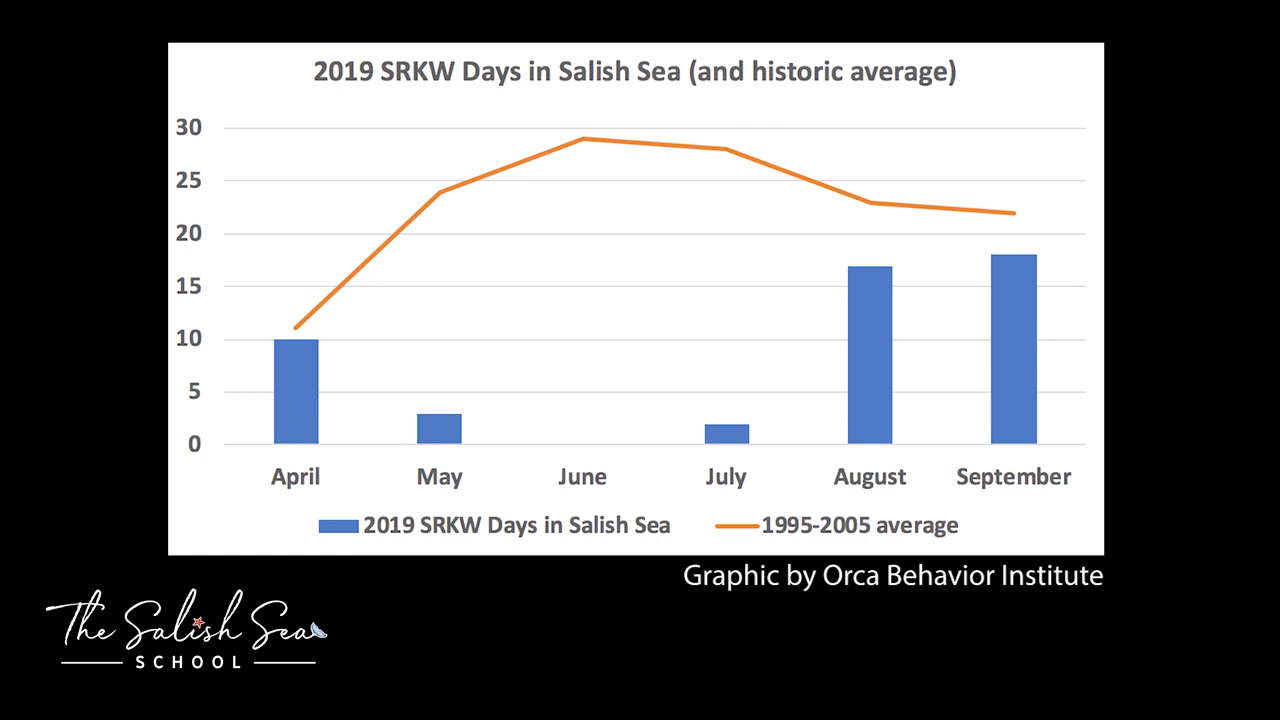 2019 SRKW Days in Salish Sea (and historic average)
30
25
20
15
10
5
0
April May June July August September
2019 SRKW Days in Salish Sea 1995-2005 average
Graphic by Orca Behavior Institute
The Salish Sea
SCHOOL